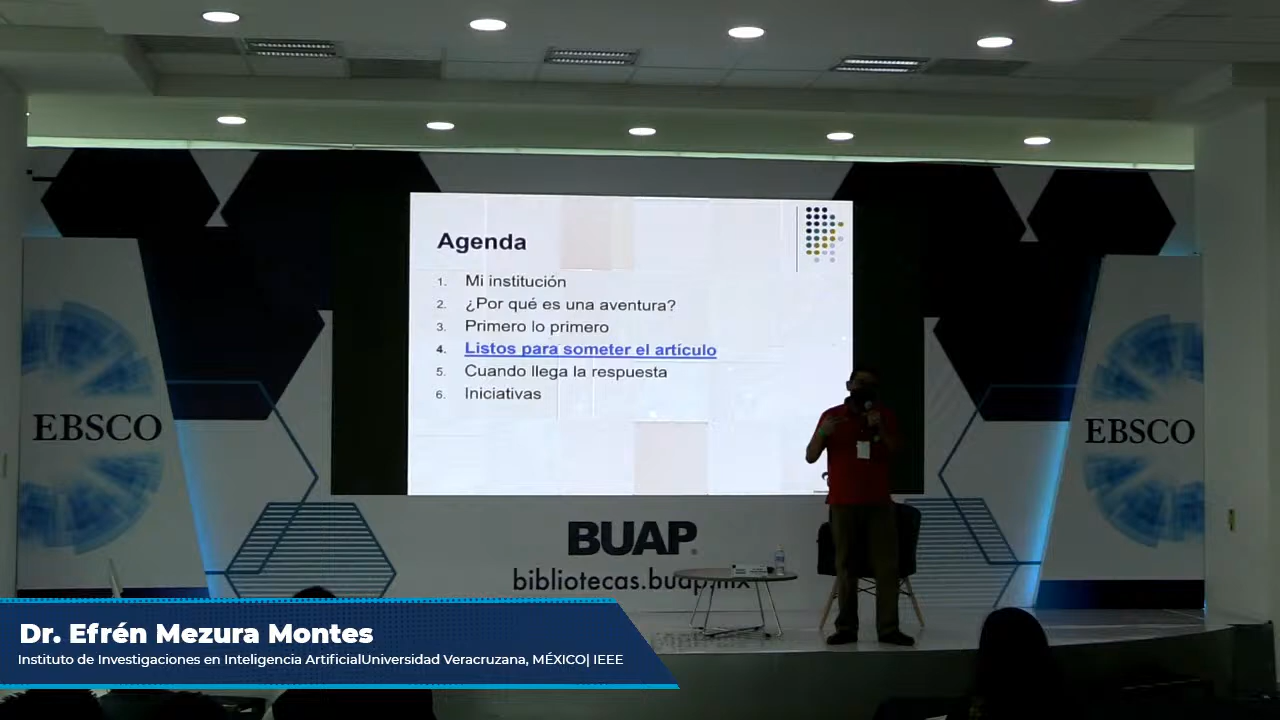 Agenda
1. Mi institución
2. ¿Por qué es una aventura?
3. Primero lo primero
4. Listos para someter el artículo
5. Cuando llega la respuesta
6. Iniciativas
EBSCO
EBSCO
BUAP
bibliotecas.buap.mx
Dr. Efrén Mezura Montes
Instituto de Investigaciones en Inteligencia ArtificialUniversidad Veracruzana, MÉXICO| IEEE